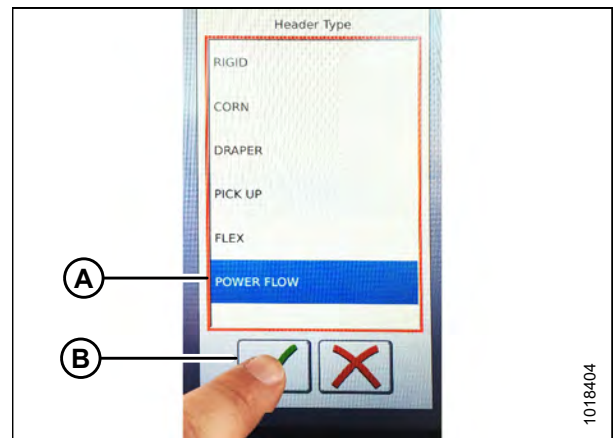 Header Type
RIGID
CORN
DRAPER
PICK UP
FLEX
A
POWER FLOW
B
1018404